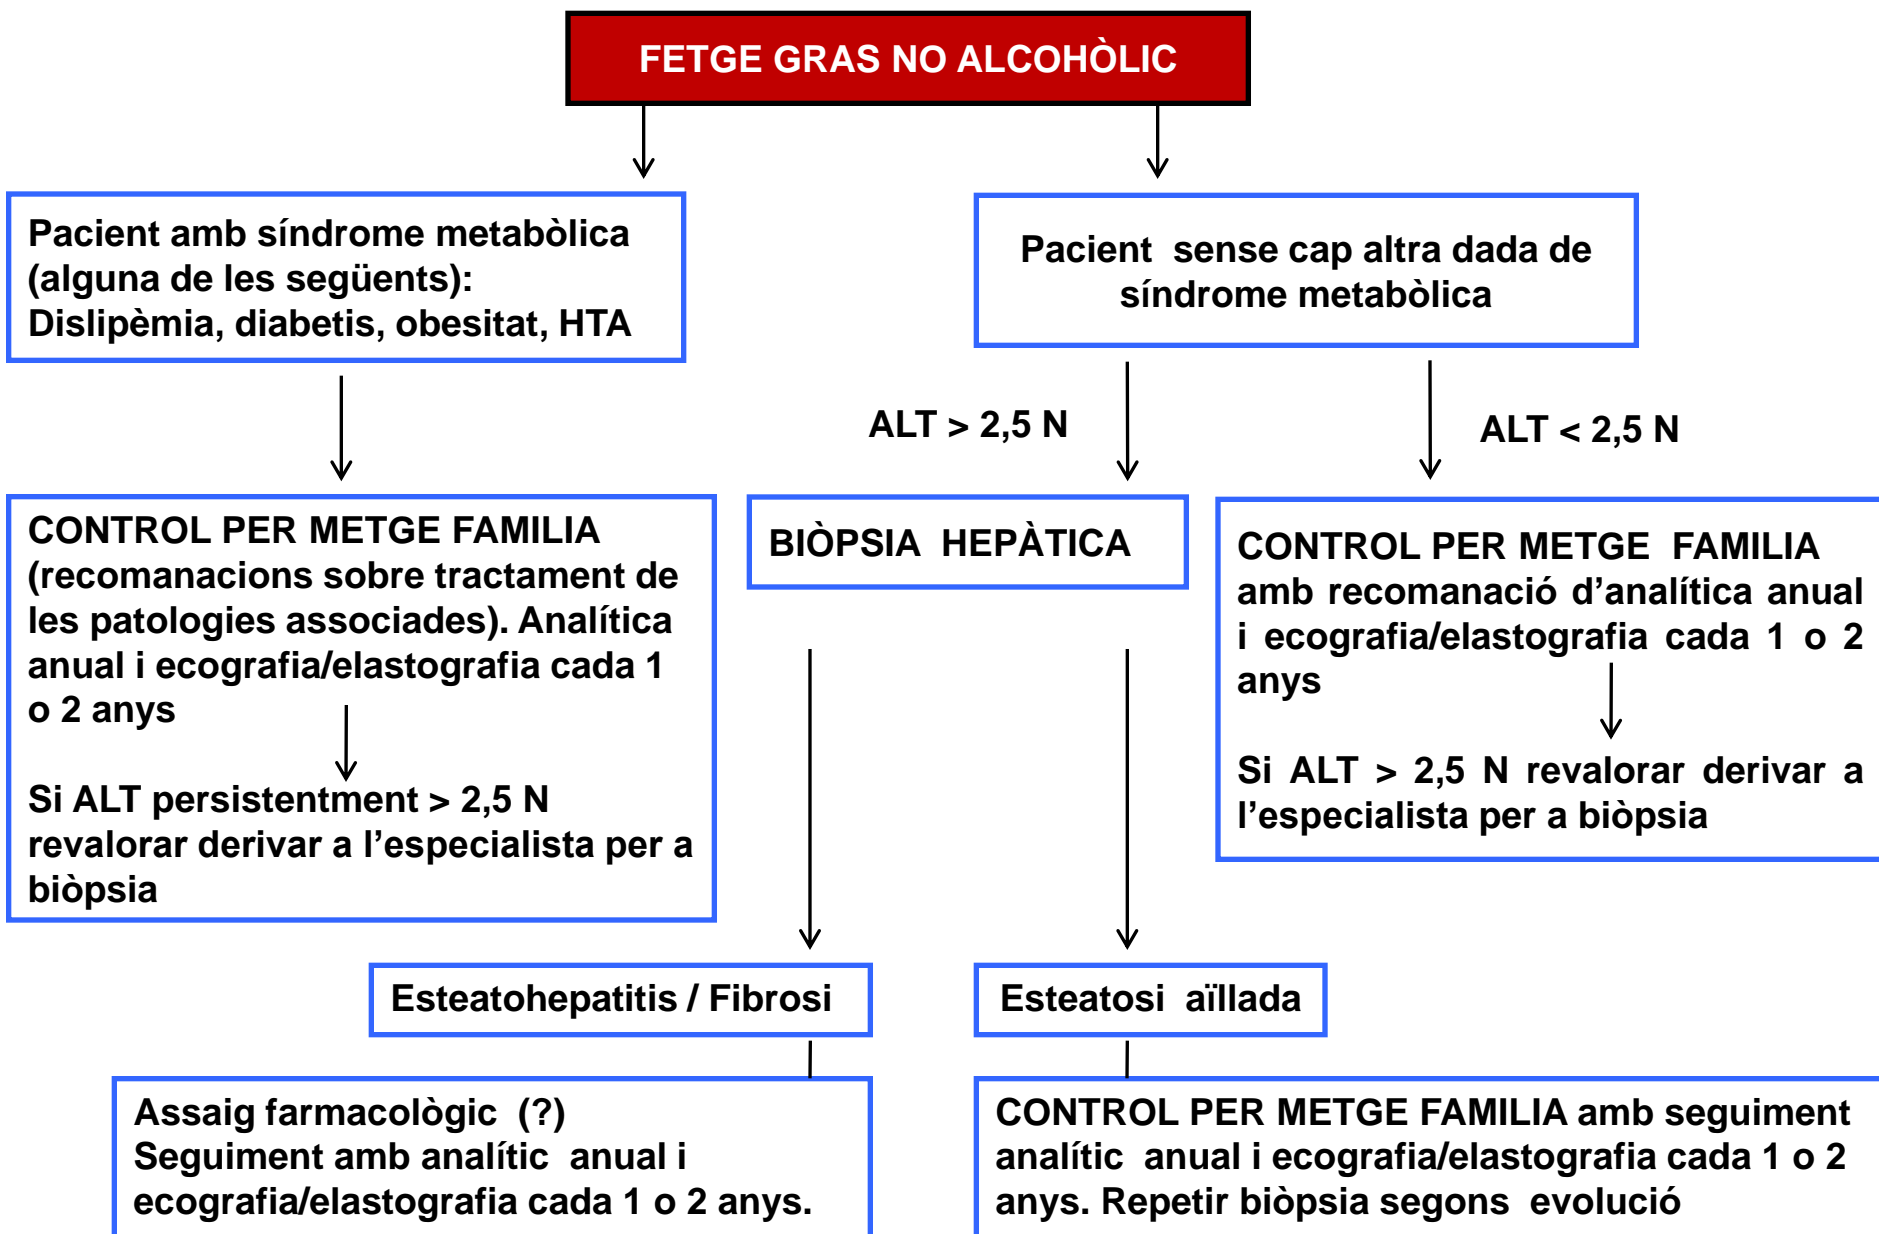 FETGE GRAS NO ALCOHÒLIC
Pacient amb síndrome metabòlica
(alguna de les següents):
Dislipèmia, diabetis, obesitat, HTA
Pacient sense cap altra dada de
síndrome metabòlica
ALT > 2,5 N
ALT < 2,5 N
CONTROL PER METGE FAMILIA
(recomanacions sobre tractament de
les patologies associades). Analítica
anual i ecografia/elastografia cada 1
o 2 anys
Si ALT persistentment > 2,5 N
revalorar derivar a l’especialista per a
biòpsia
BIÒPSIA HEPÀTICA
CONTROL PER METGE FAMILIA
amb recomanació d’analítica anual
i ecografia/elastografia cada 1 o 2
anys
Si ALT > 2,5 N revalorar derivar a
l’especialista per a biòpsia
Esteatohepatitis / Fibrosi
Esteatosi aïllada
Assaig farmacològic (?)
Seguiment amb analític anual i
ecografia/elastografia cada 1 o 2 anys.
CONTROL PER METGE FAMILIA amb seguiment
analític anual i ecografia/elastografia cada 1 o 2
anys. Repetir biòpsia segons evolució